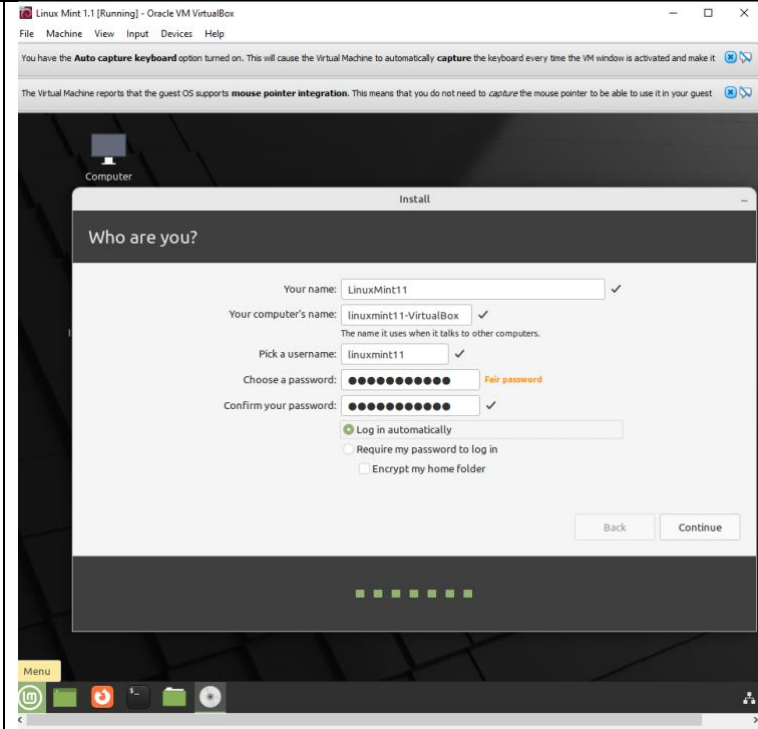 Linux Mint 1.1 [Running] - Oracle VM VirtualBox
File Machine View Input Devices Help
You have the Auto capture keyboard option turned on. This will cause the Virtual Machine to automatically capture the keyboard every time the VM window is activated and make it
The Virtual Machine reports that the guest OS supports mouse pointer integration. This means that you do not need to capture the mouse pointer to be able to use it in your guest
Computer
Install
Who are you?
Your name: LinuxMint11
Your computer's name: linuxmint11-VirtualBox
The name it uses when it talks to other computers.
Pick a username: linuxmint11
Choose a password: ●●●●●●●●●●● Fair password
Confirm your password: ●●●●●●●●●●●
Log in automatically
Require my password to log in
Encrypt my home folder
Back Continue
Menu